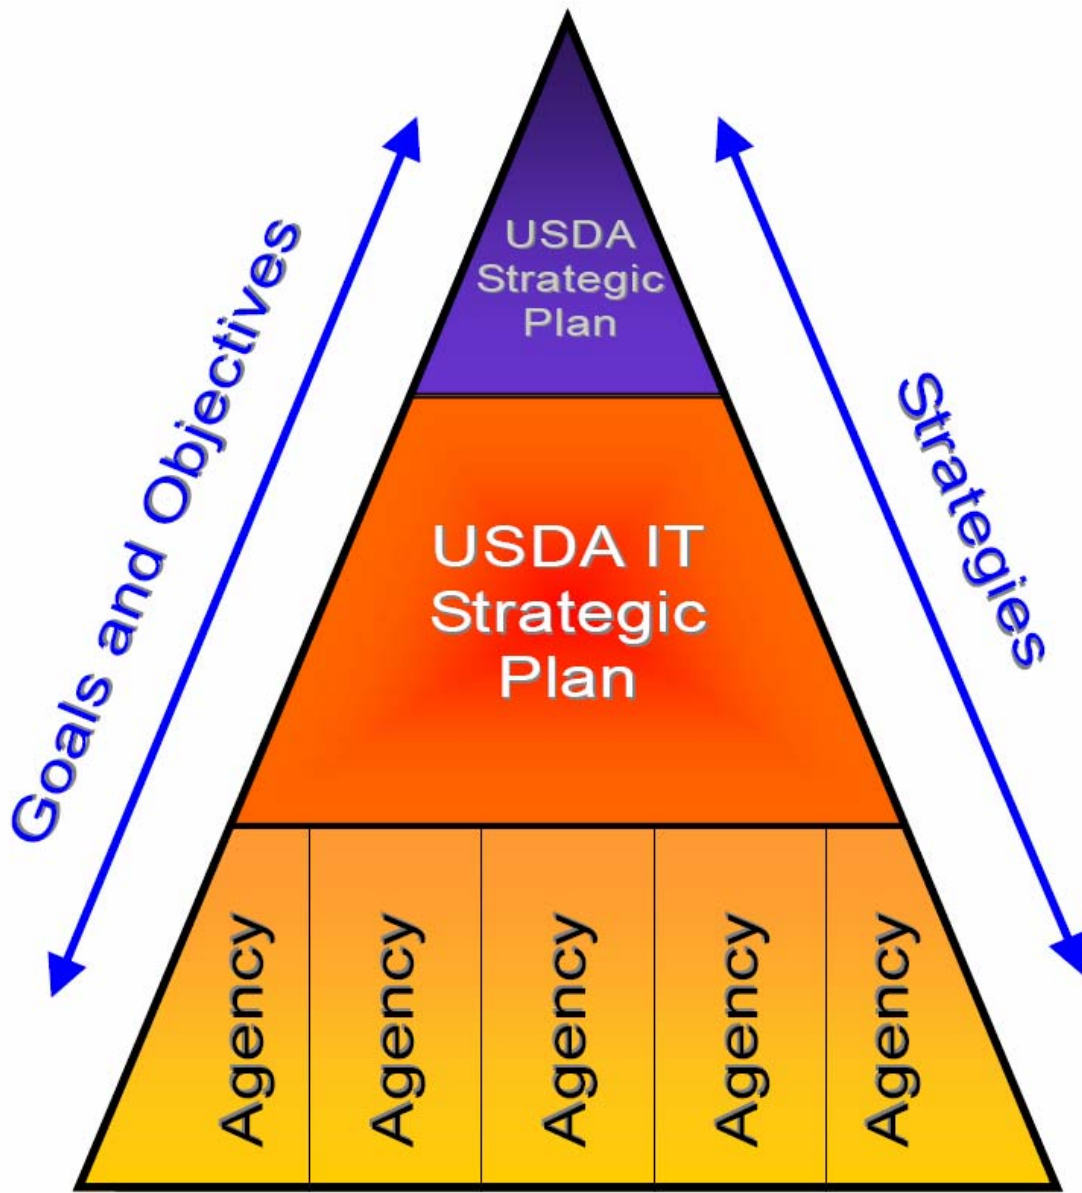 USDA
Strategic
Plan
Goals and Objectives
Strategies
USDA IT
Strategic
Plan
Agency
Agency
Agency
Agency
Agency